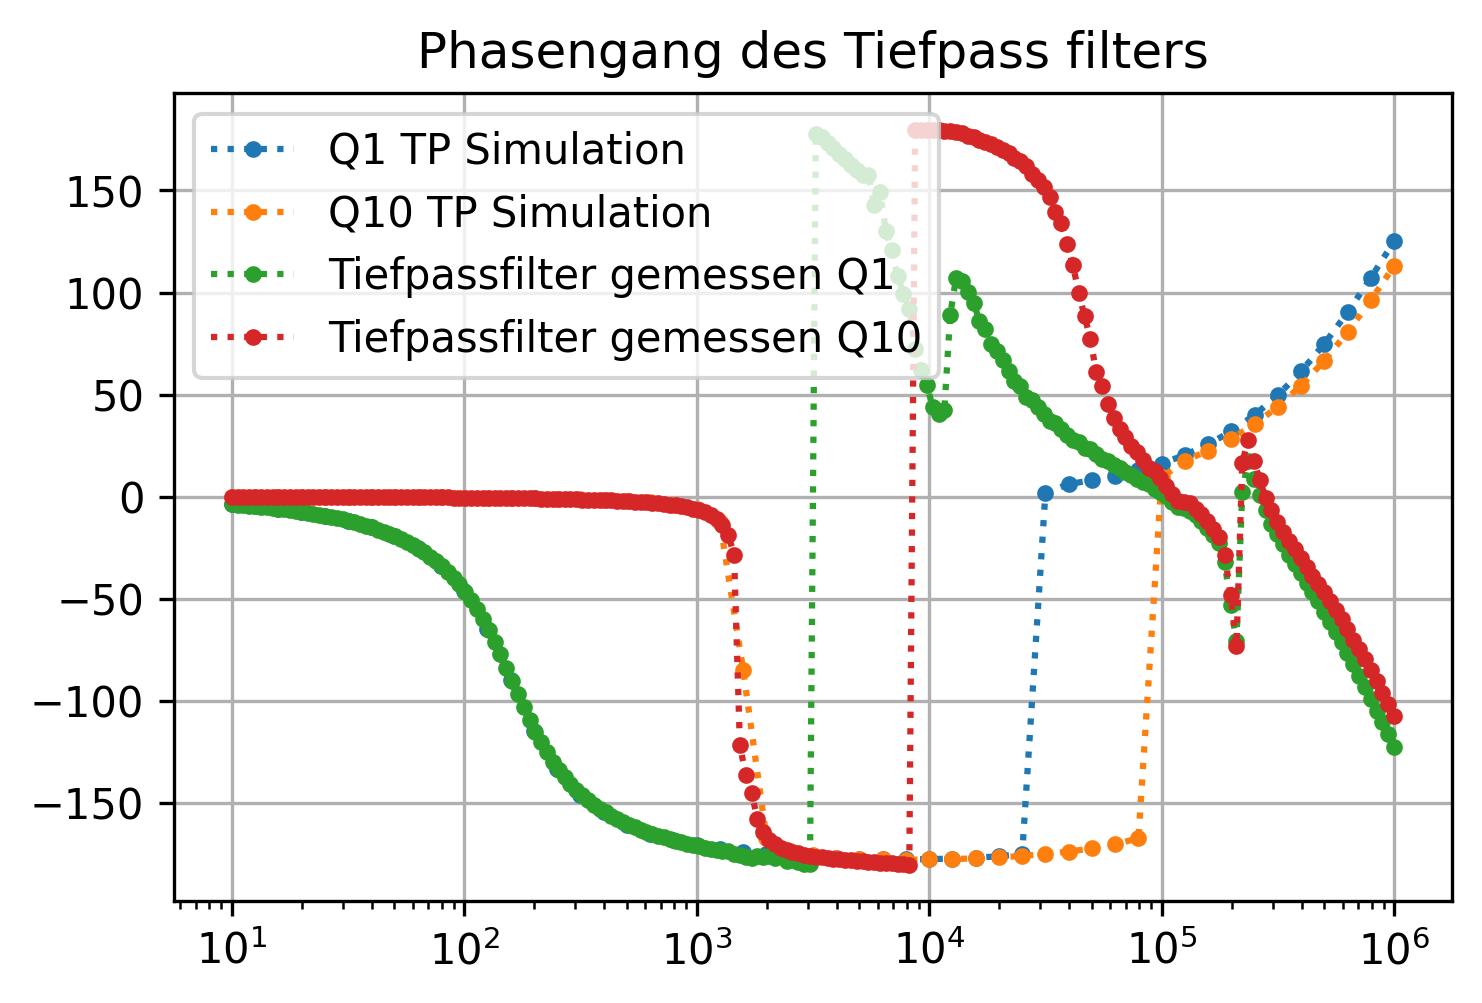 Phasengang des Tiefpass filters
Q1 TP Simulation
Q10 TP Simulation
Tiefpassfilter gemessen Q1
Tiefpassfilter gemessen Q10
150
100
50
0
−50
−100
−150
10¹ 10² 10³ 10⁴ 10⁵ 10⁶